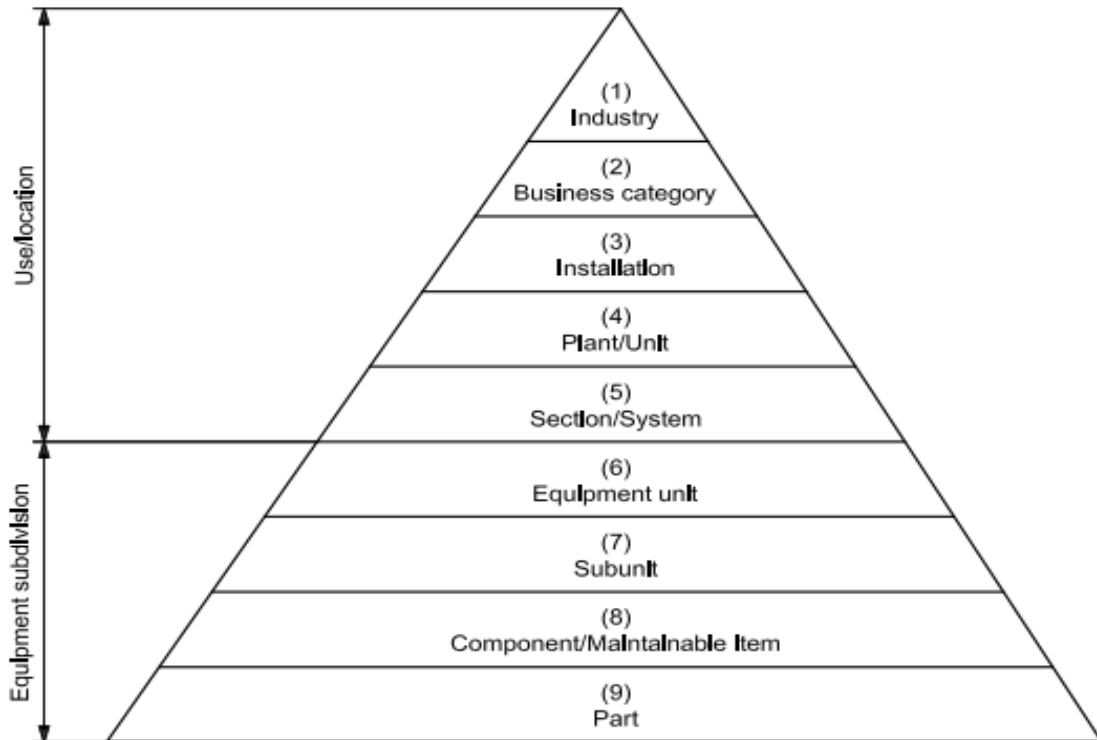 (1)
Industry
(2)
Business category
(3)
Installation
(4)
Plant/Unit
(5)
Section/System
(6)
Equipment unit
(7)
Subunit
(8)
Component/Maintainable Item
(9)
Part
Use/location
Equipment subdivision